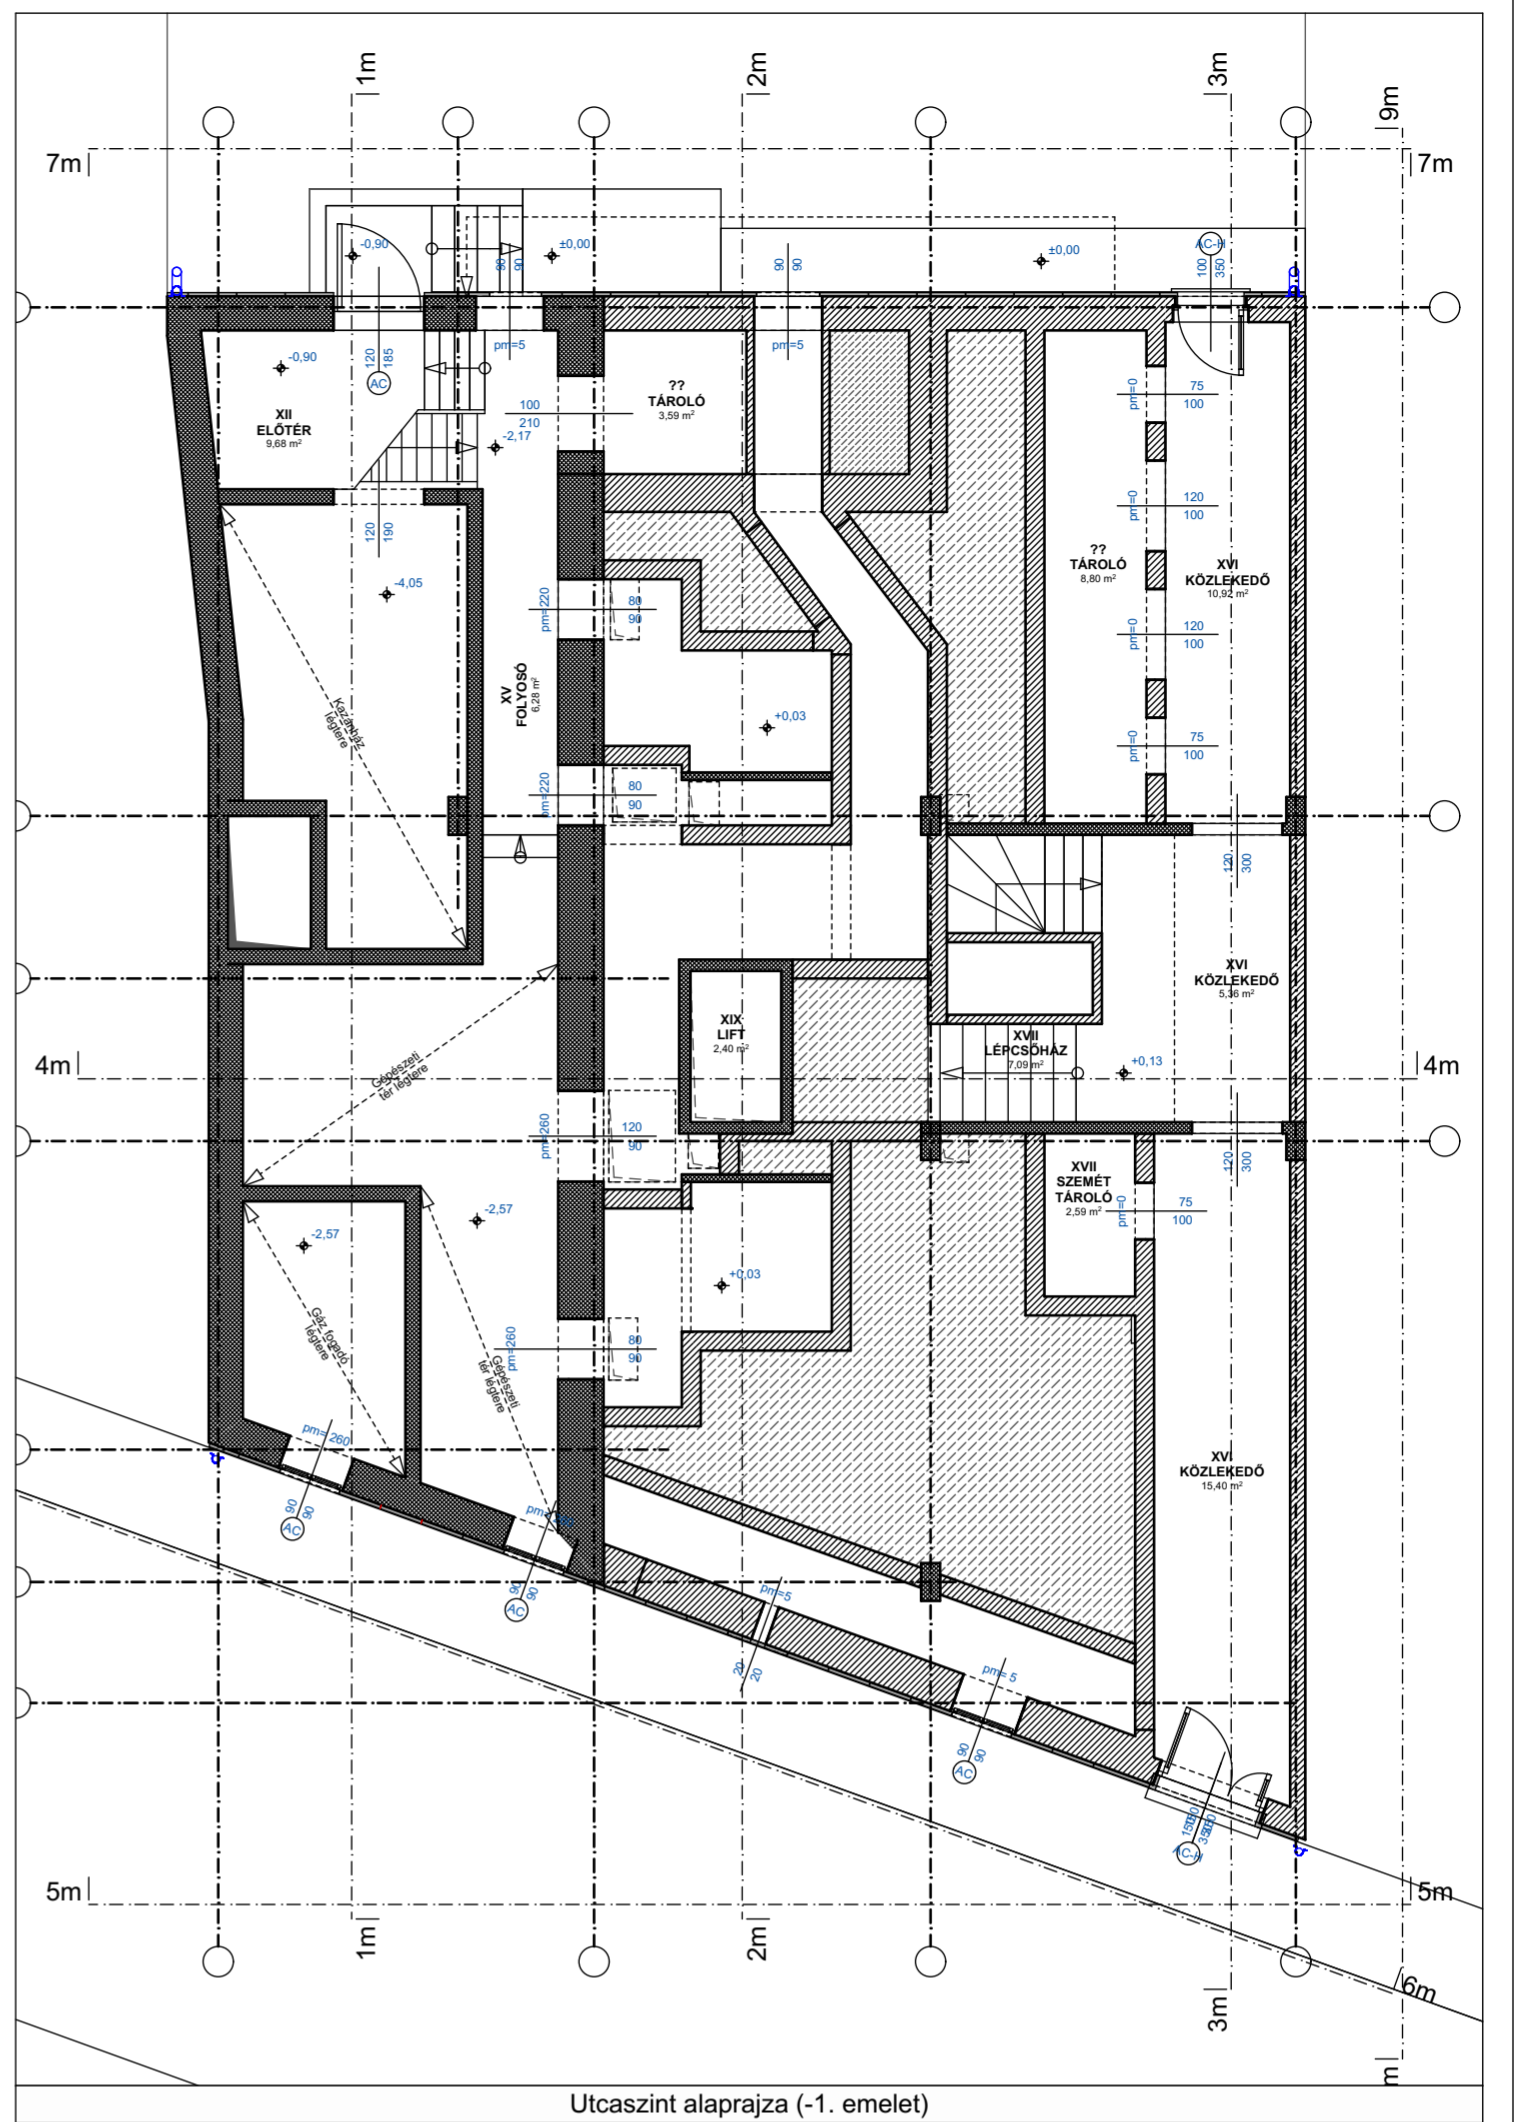 1m
2m
3m
9m
7m
7m
-0,90
±0,00
±0,00
90
90
90
90
AC-H
100
350
pm=5
pm=5
-0,90
120
185
AC
XII
ELŐTÉR
9,68 m²
100
210
-2,17
??
TÁROLÓ
3,59 m²
pm=0
75
100
120
190
pm=0
120
100
-4,05
??
TÁROLÓ
8,80 m²
XVI
KÖZLEKEDŐ
10,92 m²
pm=220
80
90
pm=0
120
100
Kazánház
légtere
XV
FOLYOSÓ
6,28 m²
+0,03
pm=0
75
100
pm=220
80
90
120
300
XVI
KÖZLEKEDŐ
5,36 m²
XIX
LIFT
2,40 m²
XVII
LÉPCSŐHÁZ
7,09 m²
+0,13
4m
4m
Gépészeti
tér légtere
pm=260
120
90
120
300
XVII
SZEMÉT
TÁROLÓ
2,59 m²
pm=0
75
100
-2,57
-2,57
+0,03
Gáz fogadó
légtere
pm=260
80
90
Gépészeti
tér légtere
pm= 260
XVI
KÖZLEKEDŐ
15,40 m²
90
90
AC
90
90
AC
pm=5
20
20
pm= 5
90
90
AC
AC-H
5m
5m
1m
2m
3m
6m
m
Utcaszint alaprajza (-1. emelet)